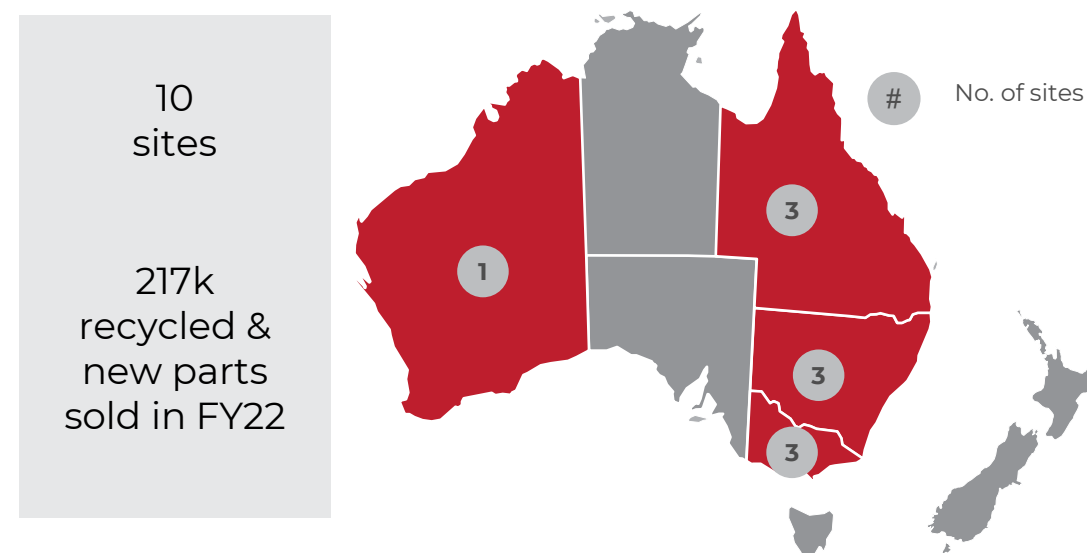 10
sites
217k
recycled &
new parts
sold in FY22
# No. of sites
3
1
3
3